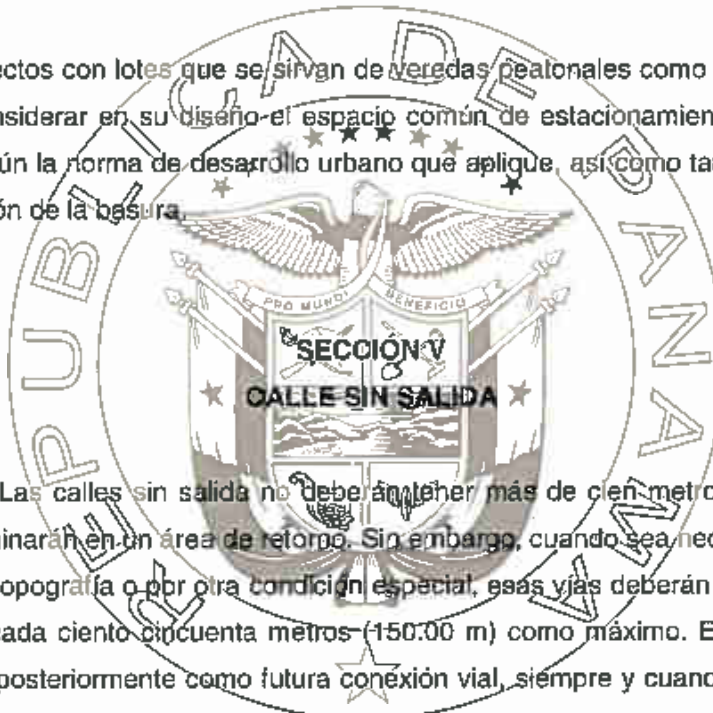 ectos con lotes que se sirvan de veredas peatonales como
nsiderar en su diseño el espacio común de estacionamien
ún la norma de desarrollo urbano que aplique, así como ta
ón de la basura.
REPÚBLICA DE PANAMÁ
PRO MUNDI BENEFICIO
SECCIÓN V
CALLE SIN SALIDA
Las calles sin salida no deberán tener más de cien metro
inarán en un área de retorno. Sin embargo, cuando sea nec
opografía o por otra condición especial, esas vías deberán
ada ciento cincuenta metros (150.00 m) como máximo. E
posteriormente como futura conexión vial, siempre y cuand